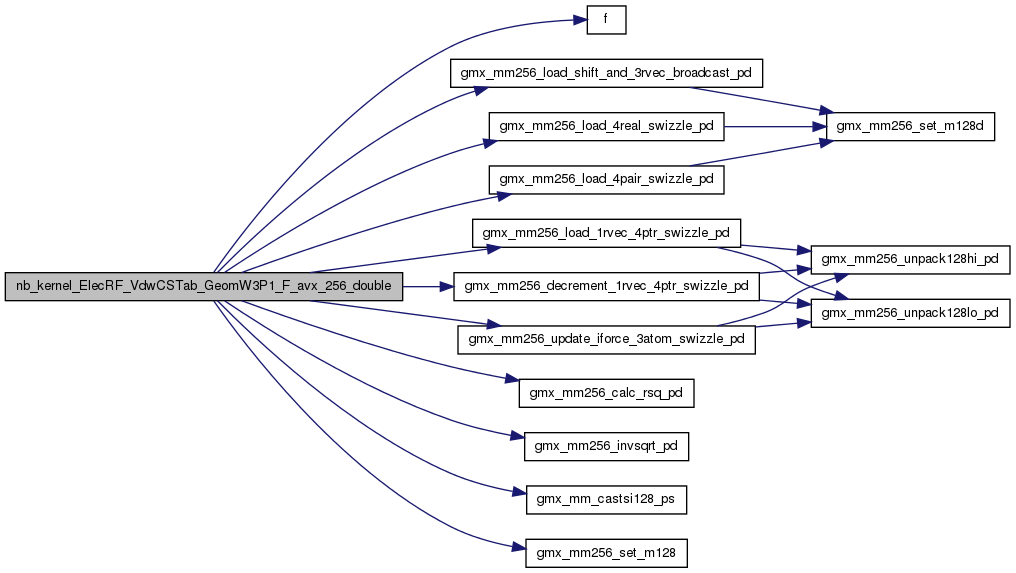 f
gmx_mm256_load_shift_and_3rvec_broadcast_pd
gmx_mm256_load_4real_swizzle_pd
gmx_mm256_set_m128d
gmx_mm256_load_4pair_swizzle_pd
gmx_mm256_load_1rvec_4ptr_swizzle_pd
gmx_mm256_unpack128hi_pd
nb_kernel_ElecRF_VdwCSTab_GeomW3P1_F_avx_256_double
gmx_mm256_decrement_1rvec_4ptr_swizzle_pd
gmx_mm256_unpack128lo_pd
gmx_mm256_update_iforce_3atom_swizzle_pd
gmx_mm256_calc_rsq_pd
gmx_mm256_invsqrt_pd
gmx_mm_castsi128_ps
gmx_mm256_set_m128